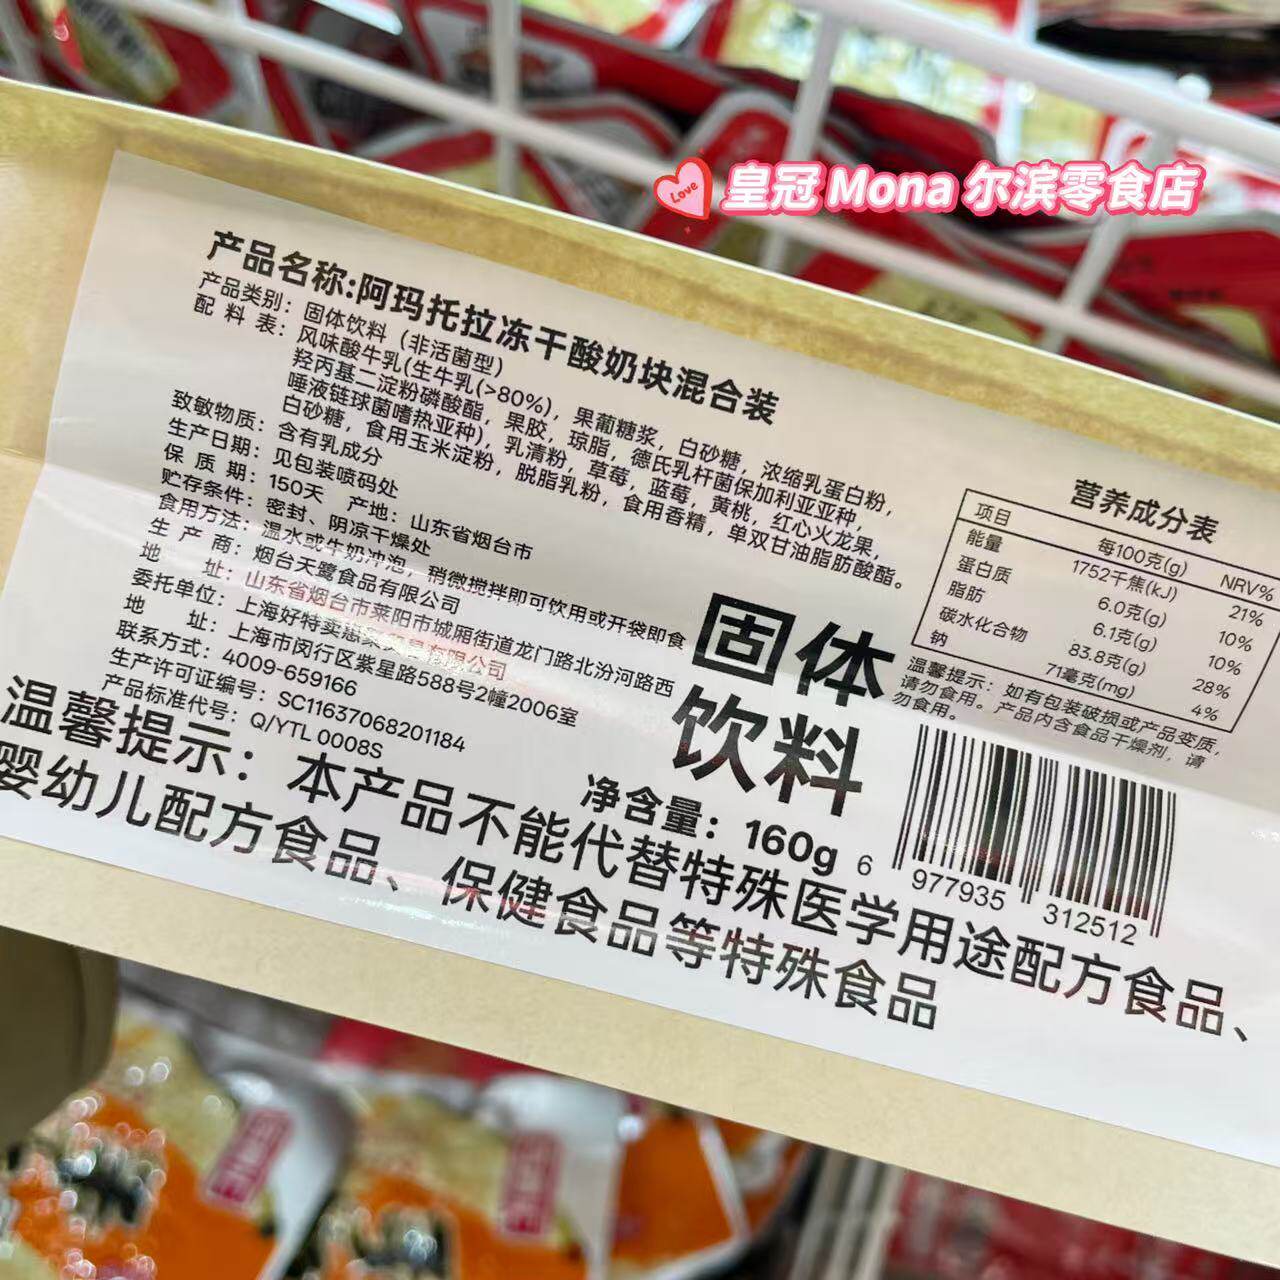 Love
皇冠 Mona 尔滨零食店
产品名称:阿玛托拉冻干酸奶块混合装
产品类别：固体饮料（非活菌型）
配 料 表：风味酸牛乳(生牛乳(>80%)，果葡糖浆，白砂糖，浓缩乳蛋白粉，
羟丙基二淀粉磷酸酯，果胶，琼脂，德氏乳杆菌保加利亚亚种，
唾液链球菌嗜热亚种)，乳清粉，草莓，蓝莓，黄桃，红心火龙果，
白砂糖，食用玉米淀粉，脱脂乳粉，食用香精，单双甘油脂肪酸酯。
致敏物质：含有乳成分
生产日期：见包装喷码处
保 质 期：150天 产地：山东省烟台市
贮存条件：密封、阴凉干燥处
食用方法：温水或牛奶冲泡，稍微搅拌即可饮用或开袋即食
生 产 商：烟台天鹭食品有限公司
地 址：山东省烟台市莱阳市城厢街道龙门路北汾河路西
委托单位：上海好特卖惠家食品有限公司
地 址：上海市闵行区紫星路588号2幢2006室
联系方式：4009-659166
生产许可证编号：SC11637068201184
产品标准代号：Q/YTL 0008S
固体
饮料
净含量：160g
营养成分表
项目 每100克(g) NRV%
能量 1752千焦(kJ) 21%
蛋白质 6.0克(g) 10%
脂肪 6.1克(g) 10%
碳水化合物 83.8克(g) 28%
钠 71毫克(mg) 4%
温馨提示：如有包装破损或产品变质，
请勿食用。产品内含食品干燥剂，请
勿食用。
6 977935 312512
温馨提示：本产品不能代替特殊医学用途配方食品、
婴幼儿配方食品、保健食品等特殊食品